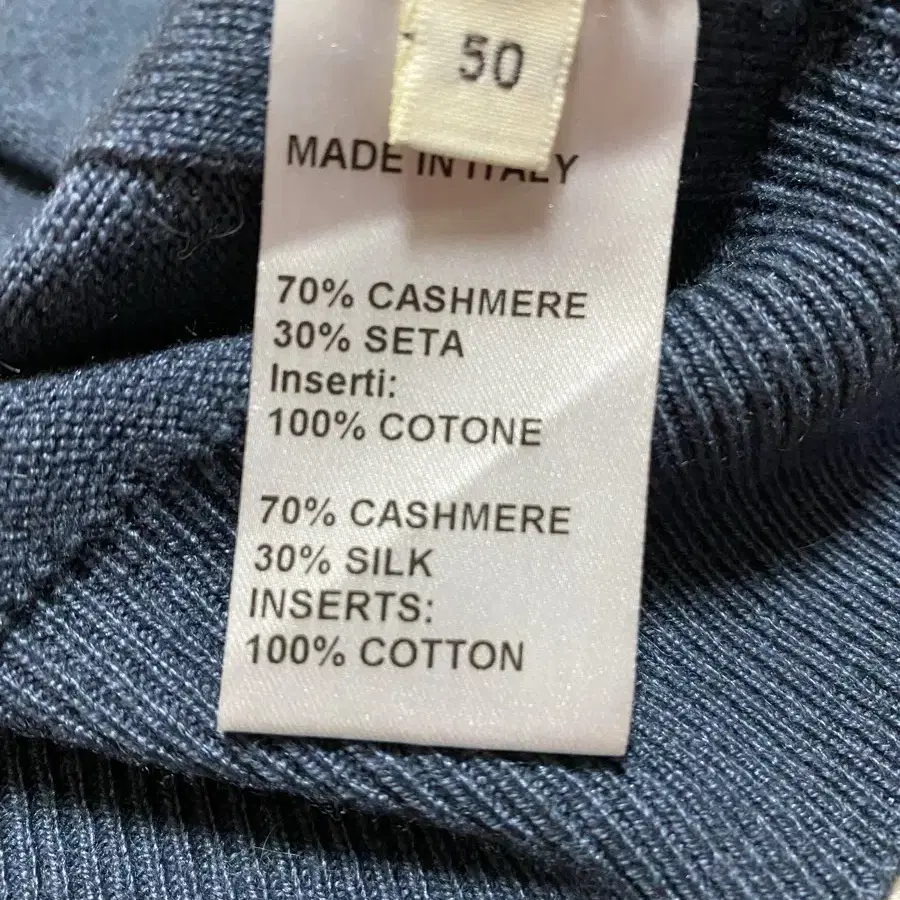 50
MADE IN ITALY
70% CASHMERE
30% SETA
Inserti:
100% COTONE
70% CASHMERE
30% SILK
INSERTS:
100% COTTON